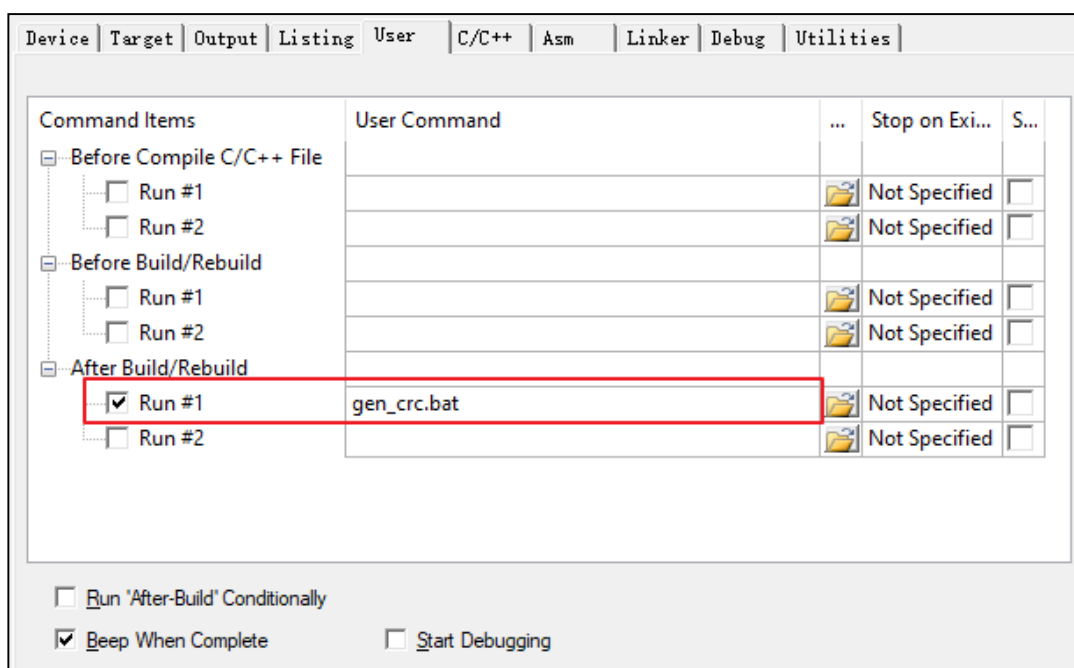 Device Target Output Listing User C/C++ Asm Linker Debug Utilities
Command Items User Command ... Stop on Exi... S...
Before Compile C/C++ File
Run #1 Not Specified
Run #2 Not Specified
Before Build/Rebuild
Run #1 Not Specified
Run #2 Not Specified
After Build/Rebuild
Run #1 gen_crc.bat Not Specified
Run #2 Not Specified
Run 'After-Build' Conditionally
Beep When Complete Start Debugging